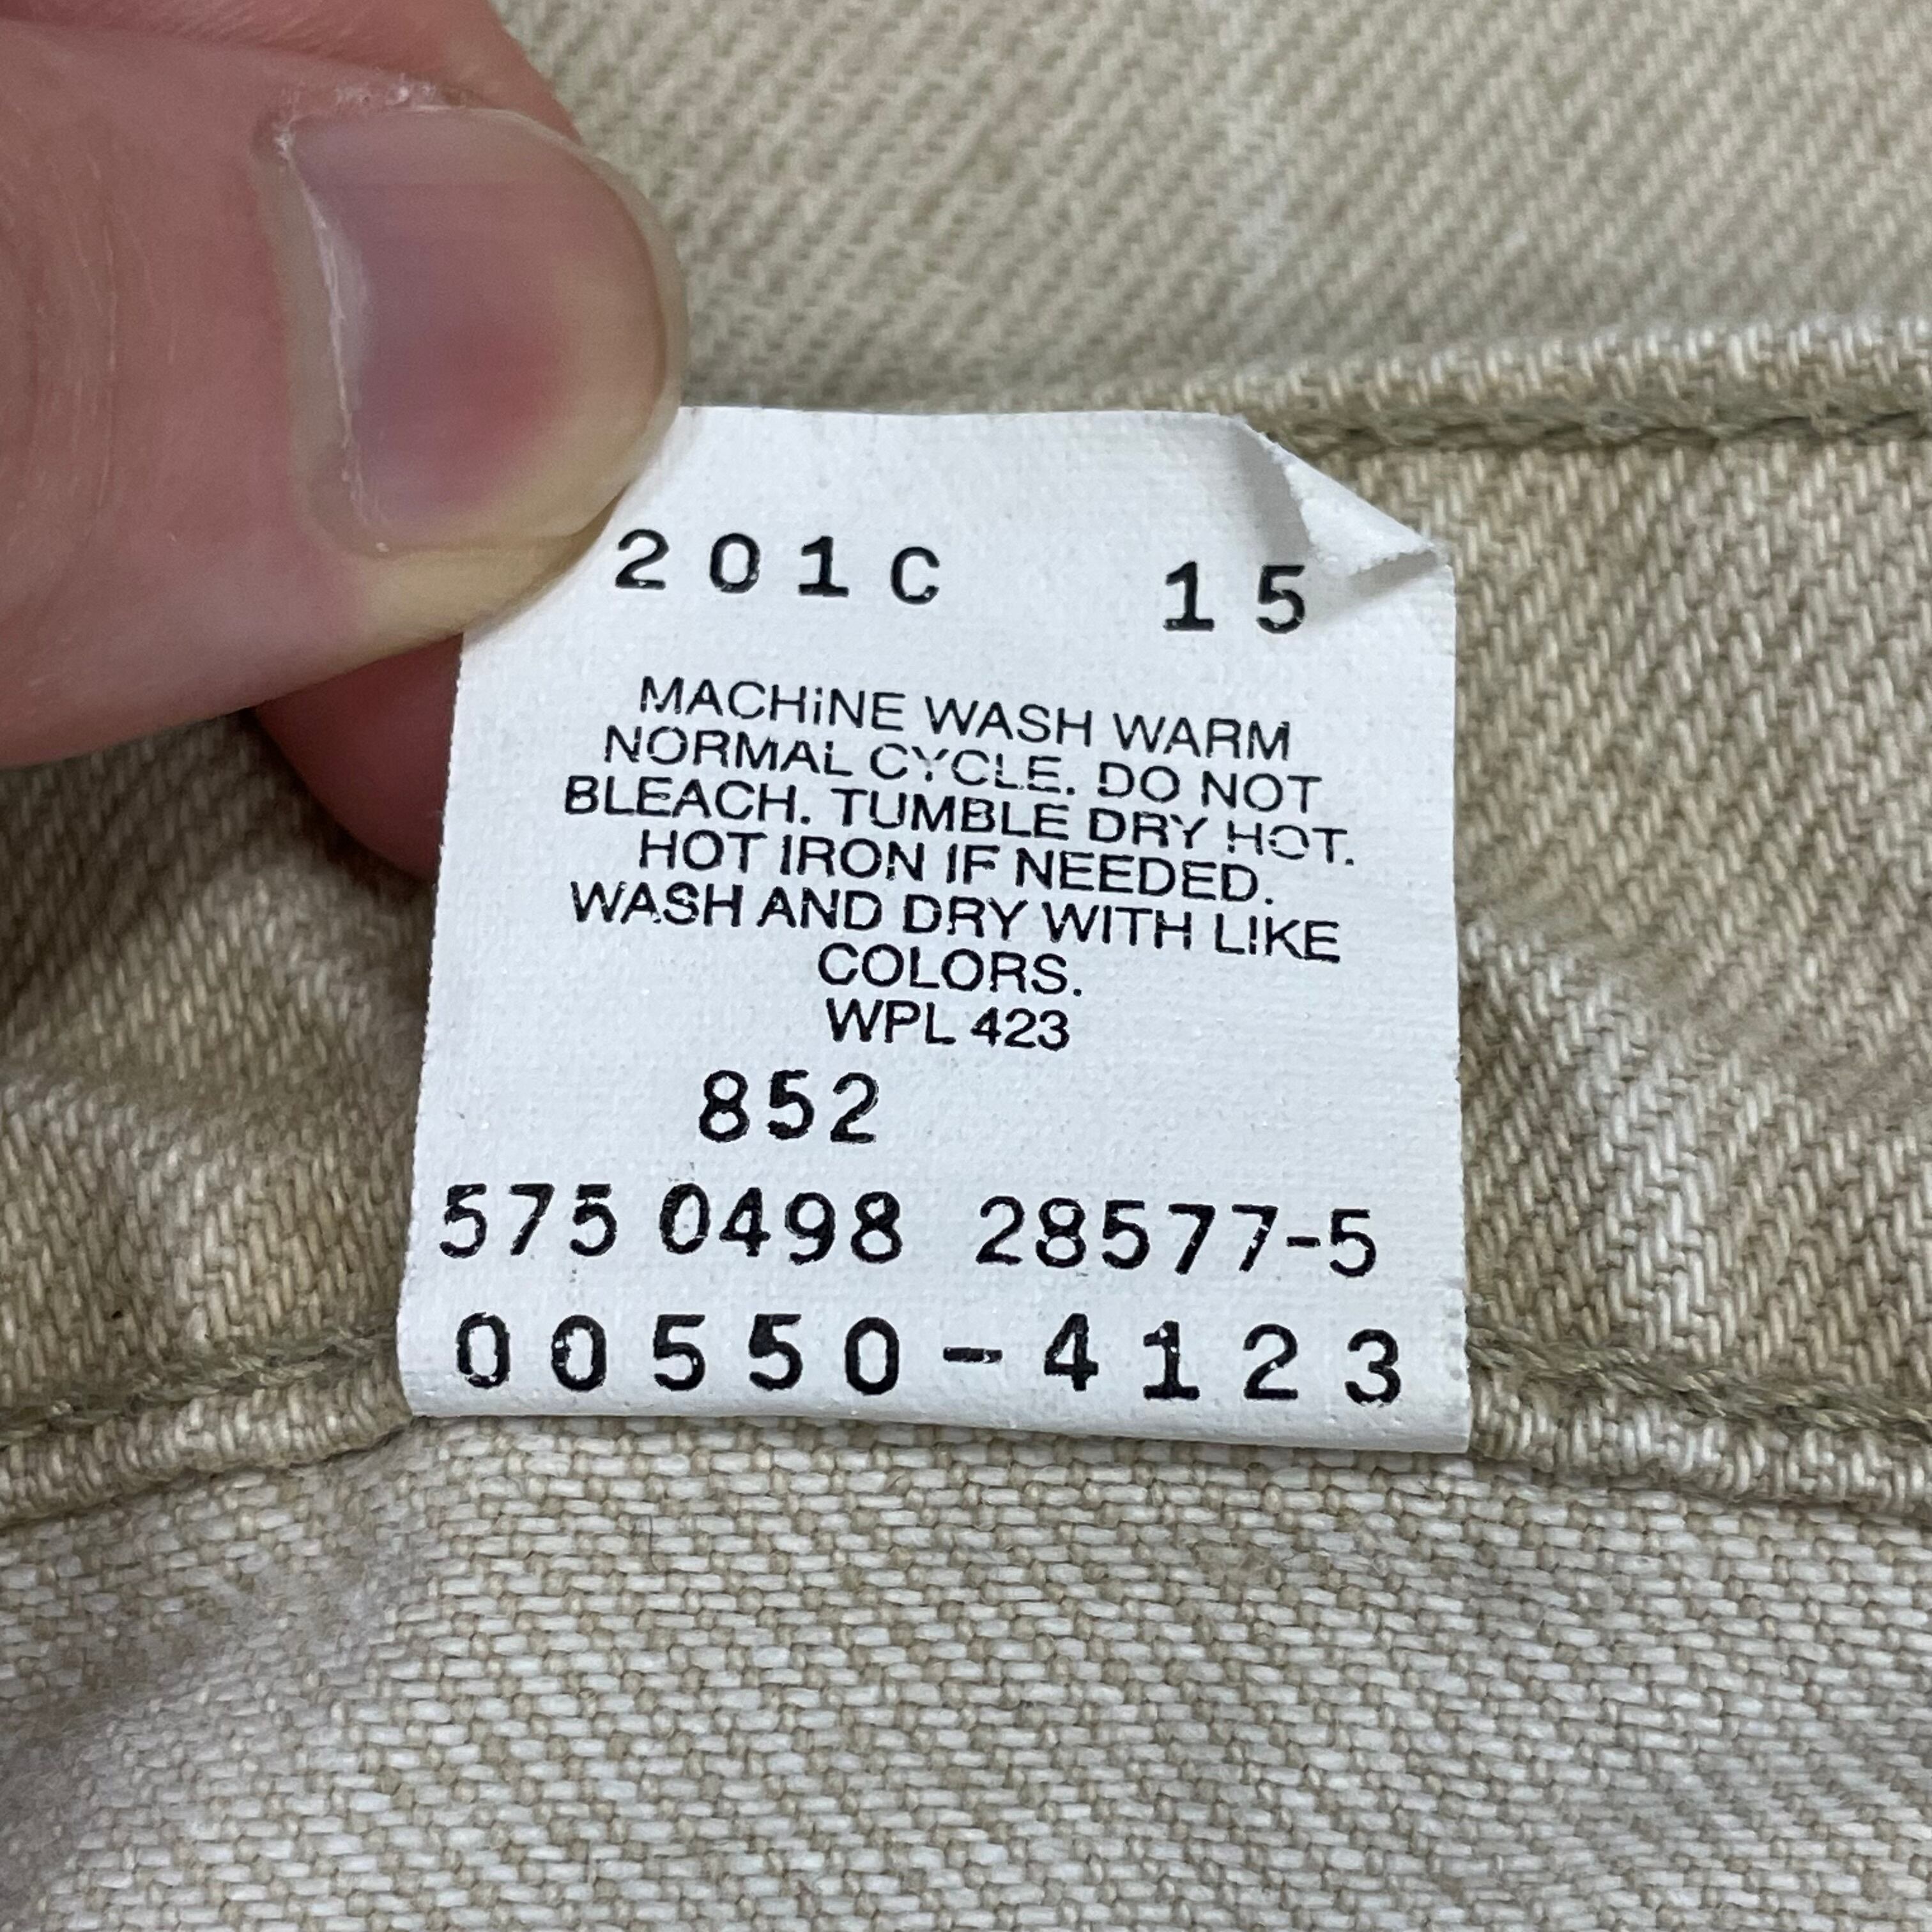 201C 15
MACHINE WASH WARM
NORMAL CYCLE. DO NOT
BLEACH. TUMBLE DRY HOT.
HOT IRON IF NEEDED.
WASH AND DRY WITH LIKE
COLORS.
WPL 423
852
575 0498 28577-5
00550-4123